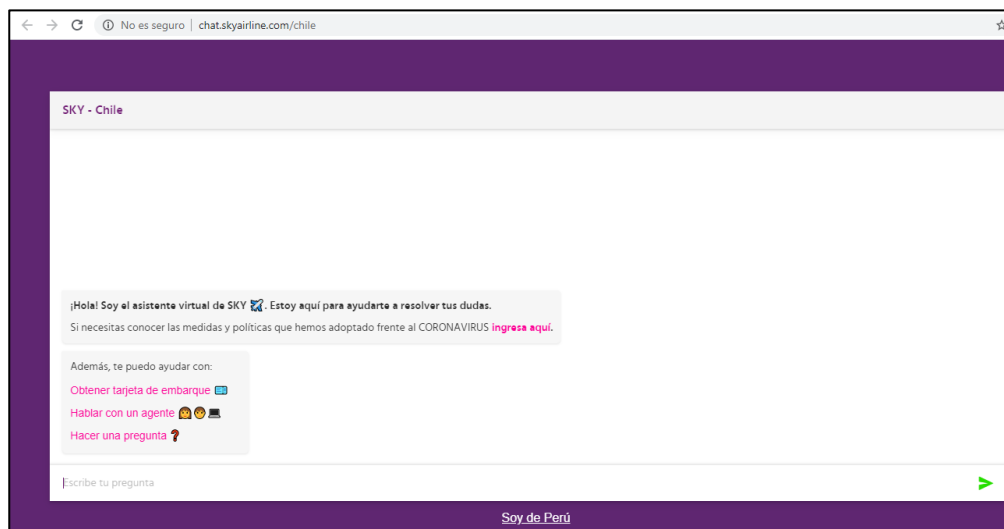 No es seguro | chat.skyairline.com/chile
SKY - Chile
¡Hola! Soy el asistente virtual de SKY ✈️. Estoy aquí para ayudarte a resolver tus dudas.
Si necesitas conocer las medidas y políticas que hemos adoptado frente al CORONAVIRUS ingresa aquí.
Además, te puedo ayudar con:
Obtener tarjeta de embarque 🎫
Hablar con un agente 👩👨💻
Hacer una pregunta ❓
Escribe tu pregunta
Soy de Perú